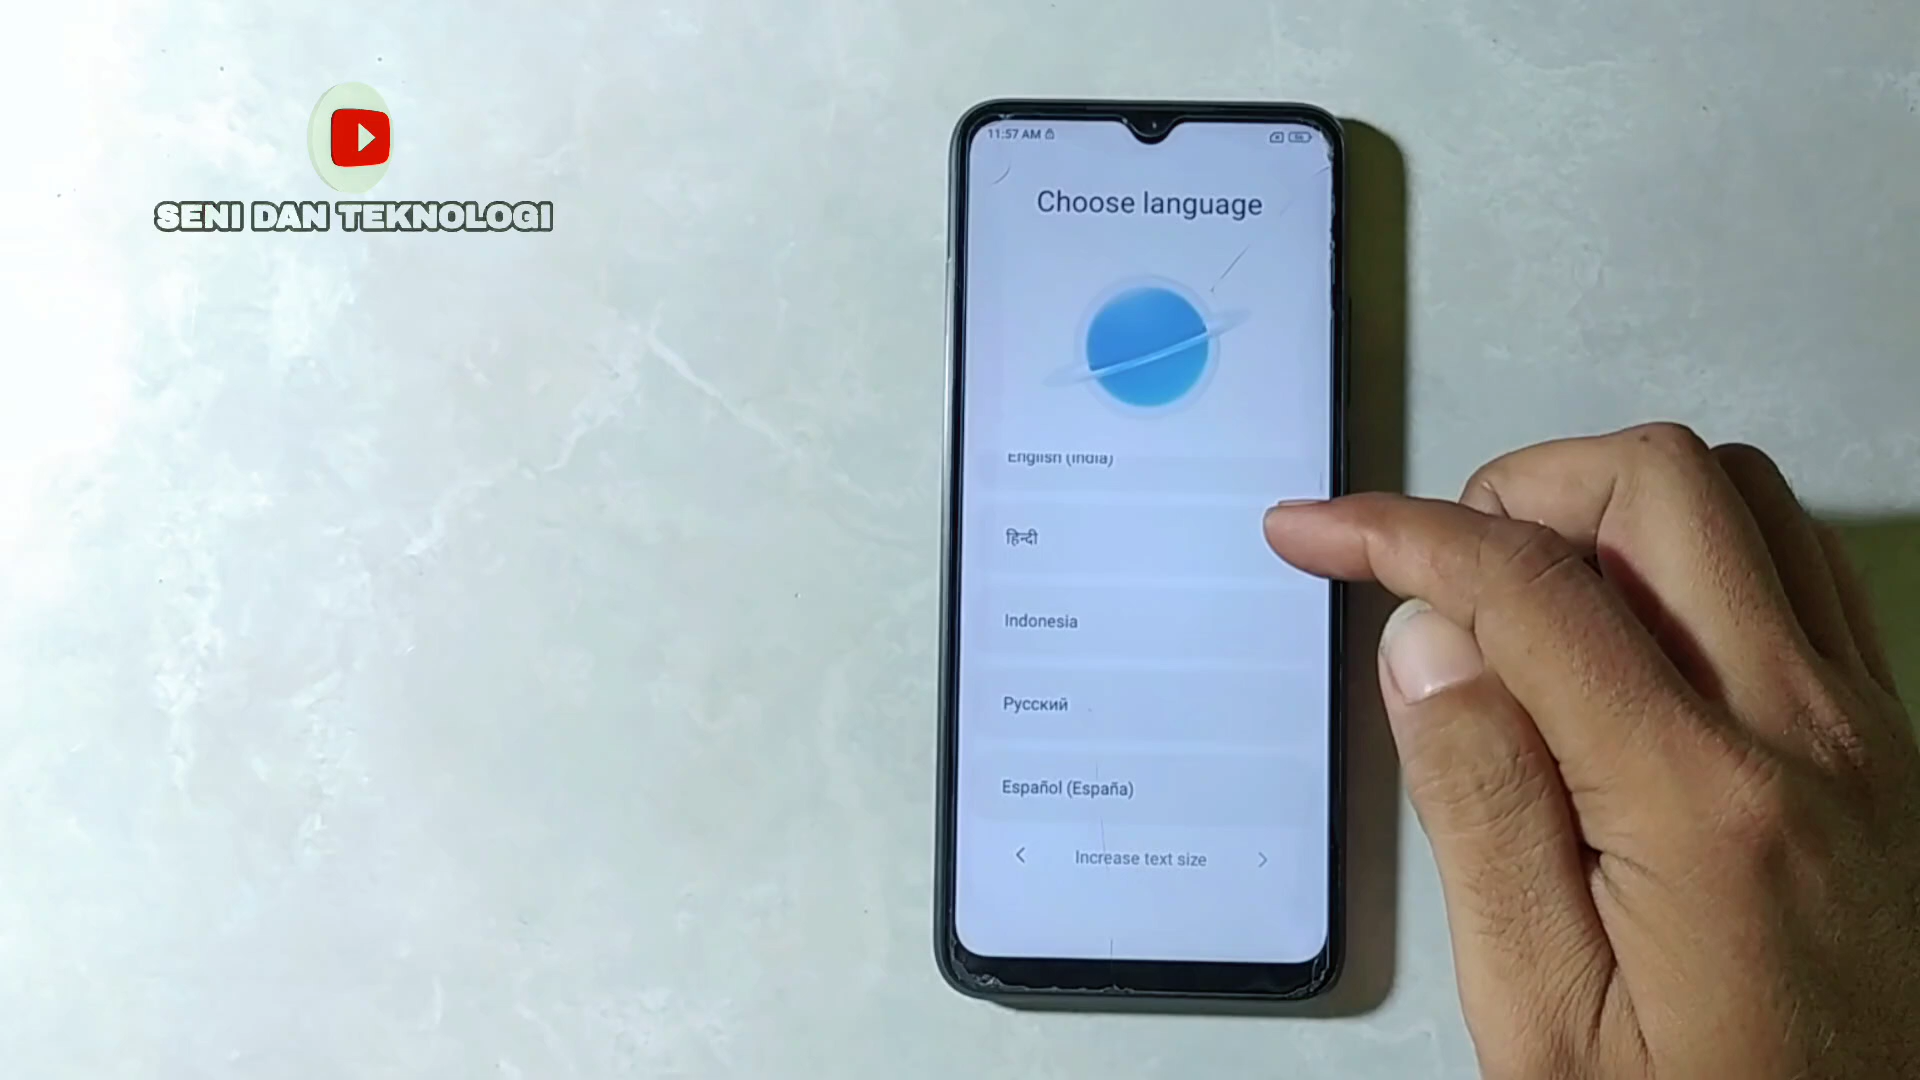 SENI DAN TEKNOLOGI
11:57 AM
Choose language
English (India)
हिन्दी
Indonesia
Русский
Español (España)
Increase text size